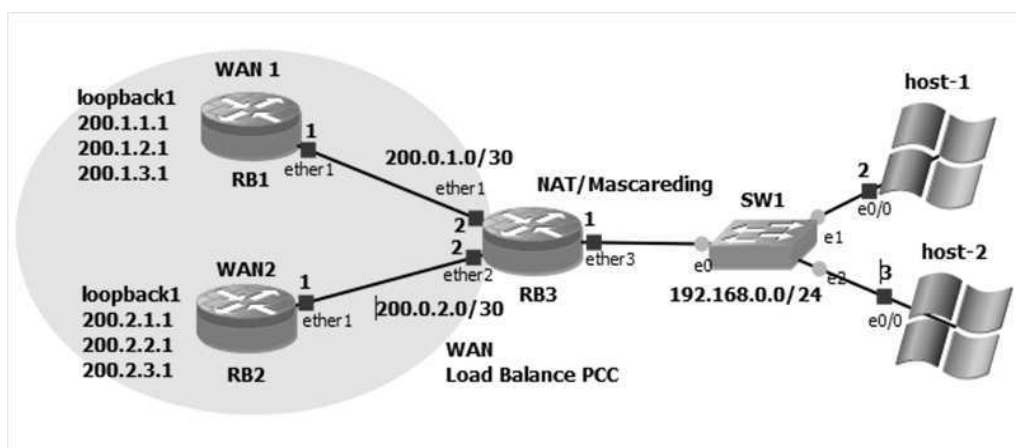 WAN 1
loopback1
200.1.1.1
200.1.2.1
200.1.3.1
1
ether1
RB1
200.0.1.0/30
ether1
2
NAT/Mascareding
1
ether3
RB3
2
ether2
WAN2
loopback1
200.2.1.1
200.2.2.1
200.2.3.1
1
ether1
RB2
200.0.2.0/30
WAN
Load Balance PCC
SW1
e0
e1
e2
192.168.0.0/24
host-1
2
e0/0
host-2
3
e0/0